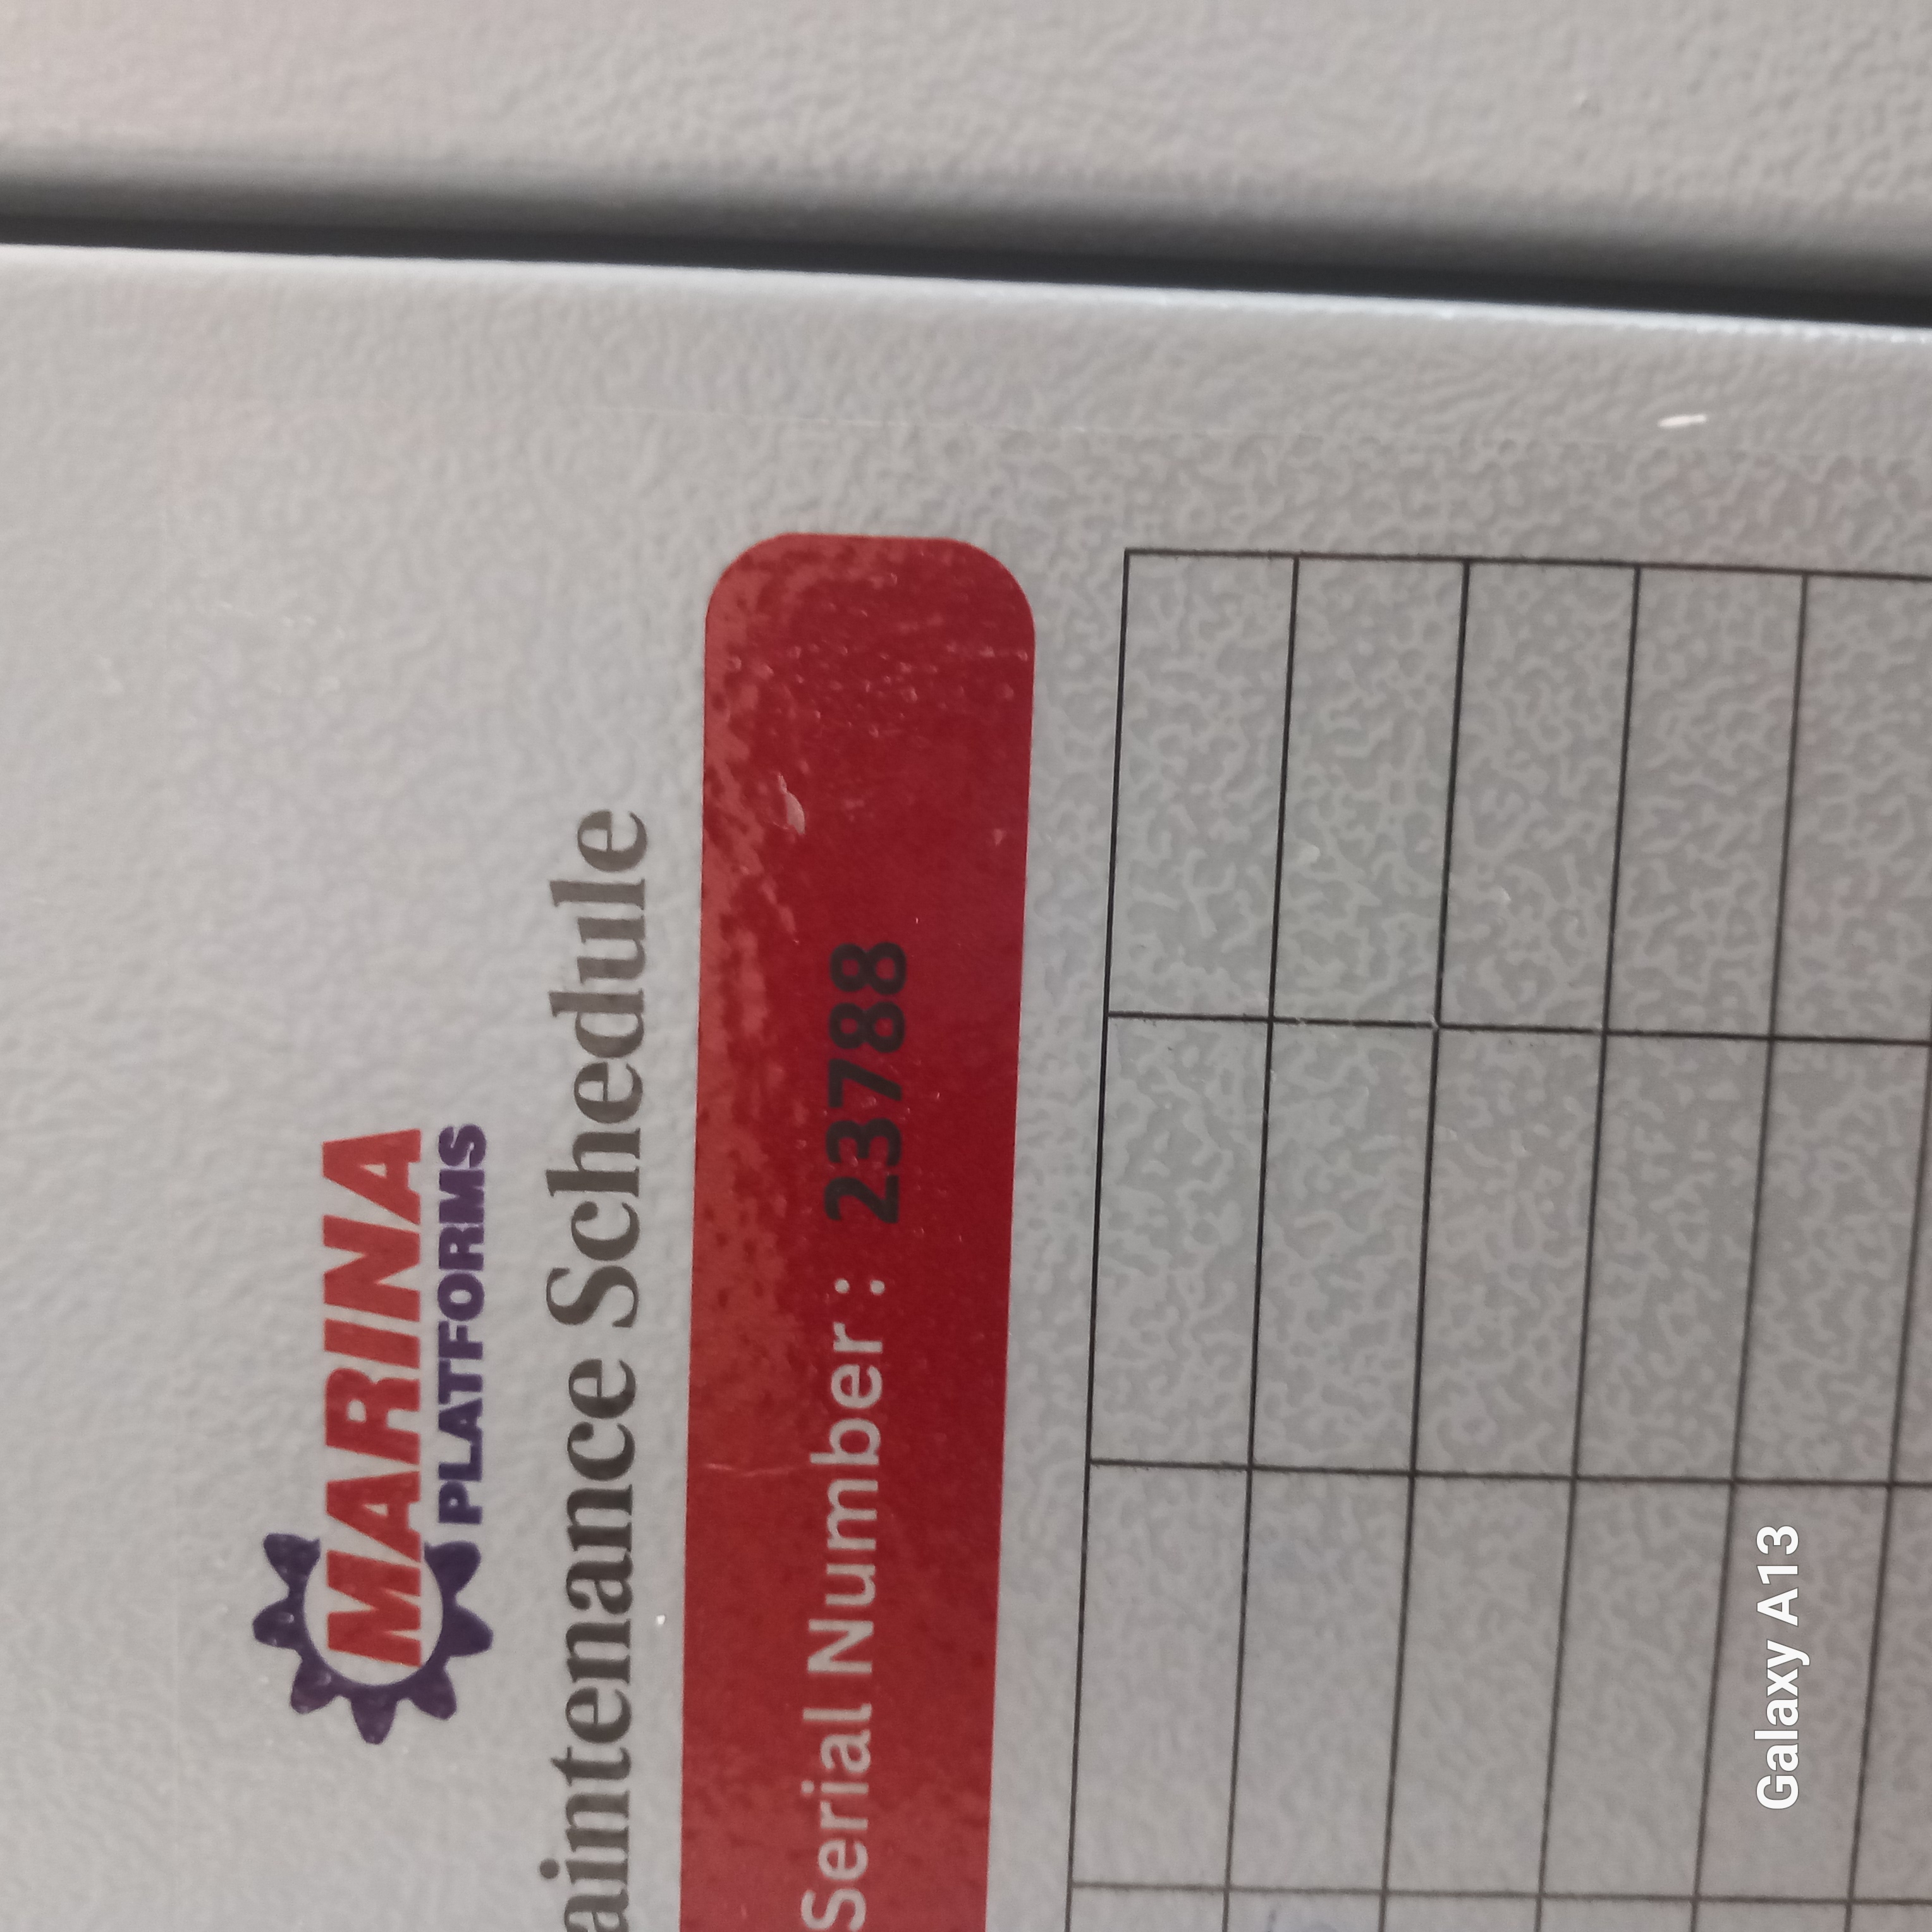 MARINA
PLATFORMS
aintenance Schedule
Serial Number : 23788
Galaxy A13